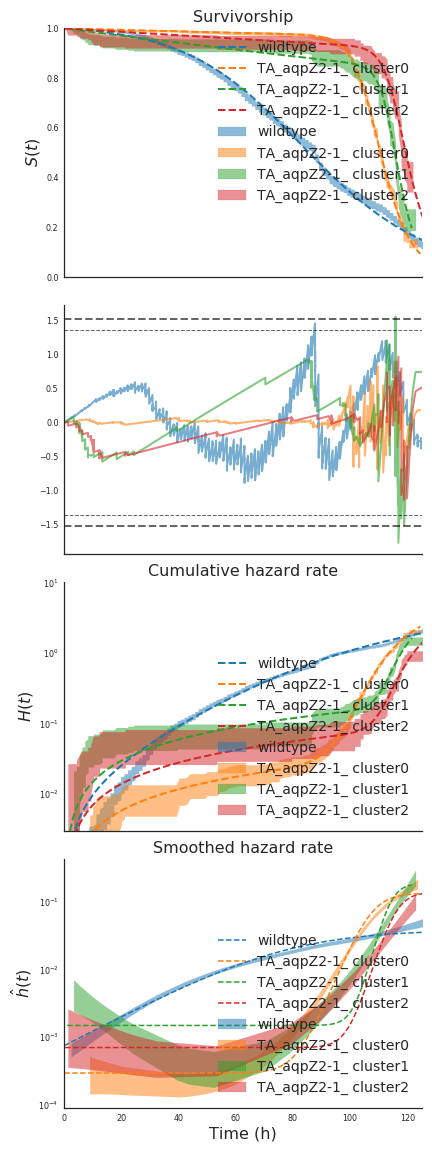 Survivorship
1.0
0.8
0.6
0.4
0.2
0.0
S(t)
wildtype
TA_aqpZ2-1_ cluster0
TA_aqpZ2-1_ cluster1
TA_aqpZ2-1_ cluster2
wildtype
TA_aqpZ2-1_ cluster0
TA_aqpZ2-1_ cluster1
TA_aqpZ2-1_ cluster2
1.5
1.0
0.5
0.0
−0.5
−1.0
−1.5
Cumulative hazard rate
10¹
10⁰
10⁻¹
10⁻²
H(t)
wildtype
TA_aqpZ2-1_ cluster0
TA_aqpZ2-1_ cluster1
TA_aqpZ2-1_ cluster2
wildtype
TA_aqpZ2-1_ cluster0
TA_aqpZ2-1_ cluster1
TA_aqpZ2-1_ cluster2
Smoothed hazard rate
10⁻¹
10⁻²
10⁻³
10⁻⁴
ĥ(t)
wildtype
TA_aqpZ2-1_ cluster0
TA_aqpZ2-1_ cluster1
TA_aqpZ2-1_ cluster2
wildtype
TA_aqpZ2-1_ cluster0
TA_aqpZ2-1_ cluster1
TA_aqpZ2-1_ cluster2
0 20 40 60 80 100 120
Time (h)